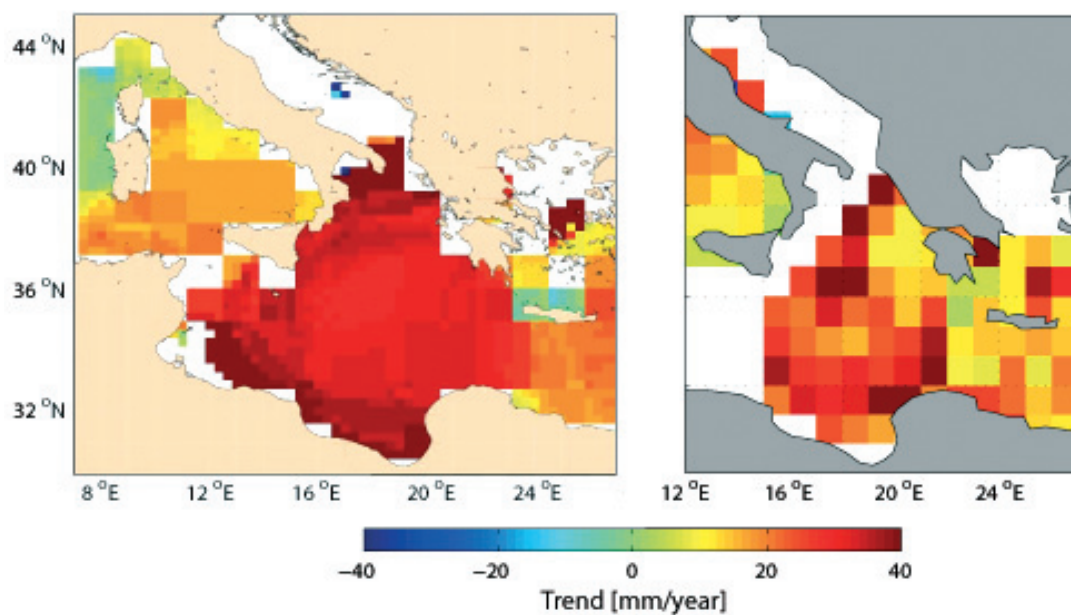 44 °N
40 °N
36 °N
32 °N
8 °E 12 °E 16 °E 20 °E 24 °E
12 °E 16 °E 20 °E 24 °E
−40 −20 0 20 40
Trend [mm/year]